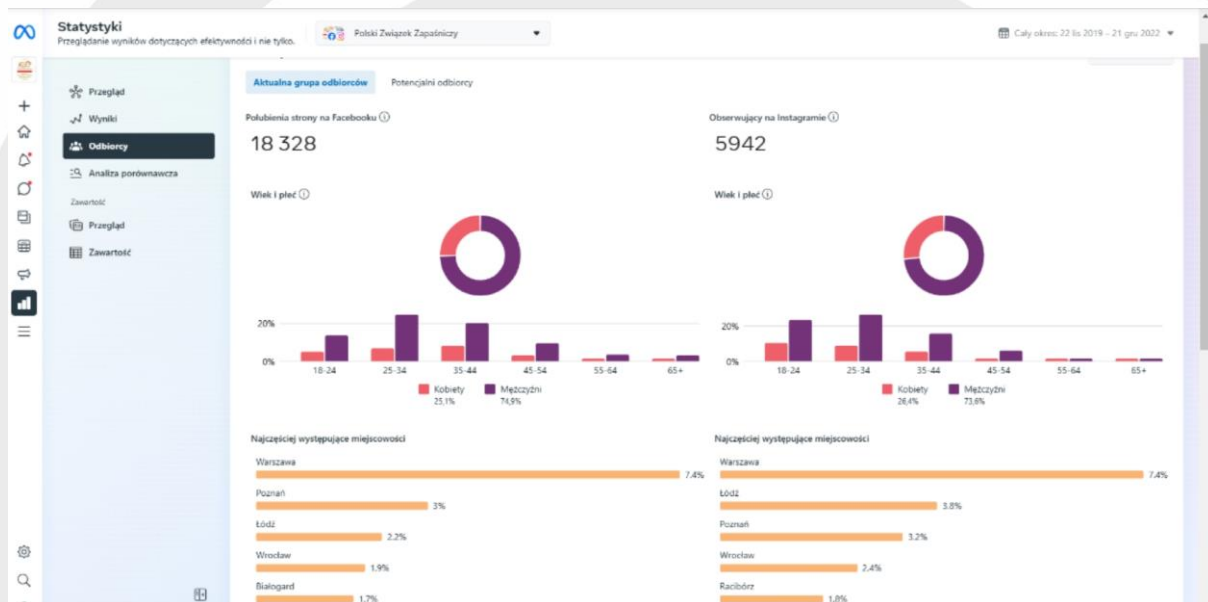 Statystyki
Przeglądanie wyników dotyczących efektywności i nie tylko.
Polski Związek Zapaśniczy
Cały okres: 22 lis 2019 – 21 gru 2022
Przegląd
Wyniki
Odbiorcy
Analiza porównawcza
Zawartość
Przegląd
Zawartość
Aktualna grupa odbiorców
Potencjalni odbiorcy
Polubienia strony na Facebooku
18 328
Wiek i płeć
20%
0%
18-24 25-34 35-44 45-54 55-64 65+
Kobiety Mężczyźni
25,1% 74,9%
Najczęściej występujące miejscowości
Warszawa
7.4%
Poznań
3%
Łódź
2.2%
Wrocław
1.9%
Białogard
1.7%
Obserwujący na Instagramie
5942
Wiek i płeć
20%
0%
18-24 25-34 35-44 45-54 55-64 65+
Kobiety Mężczyźni
26,4% 73,6%
Najczęściej występujące miejscowości
Warszawa
7.4%
Łódź
3.8%
Poznań
3.2%
Wrocław
2.4%
Racibórz
1.8%